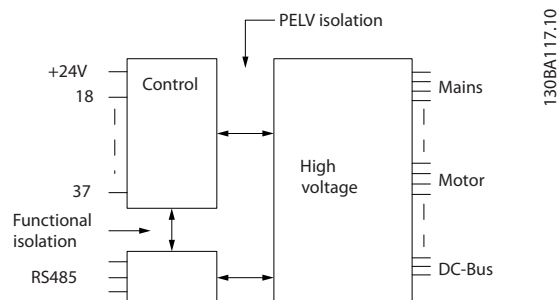 PELV isolation
130BA117.10
+24V
Control
18
Mains
High
voltage
37
Motor
Functional
isolation
RS485
DC-Bus